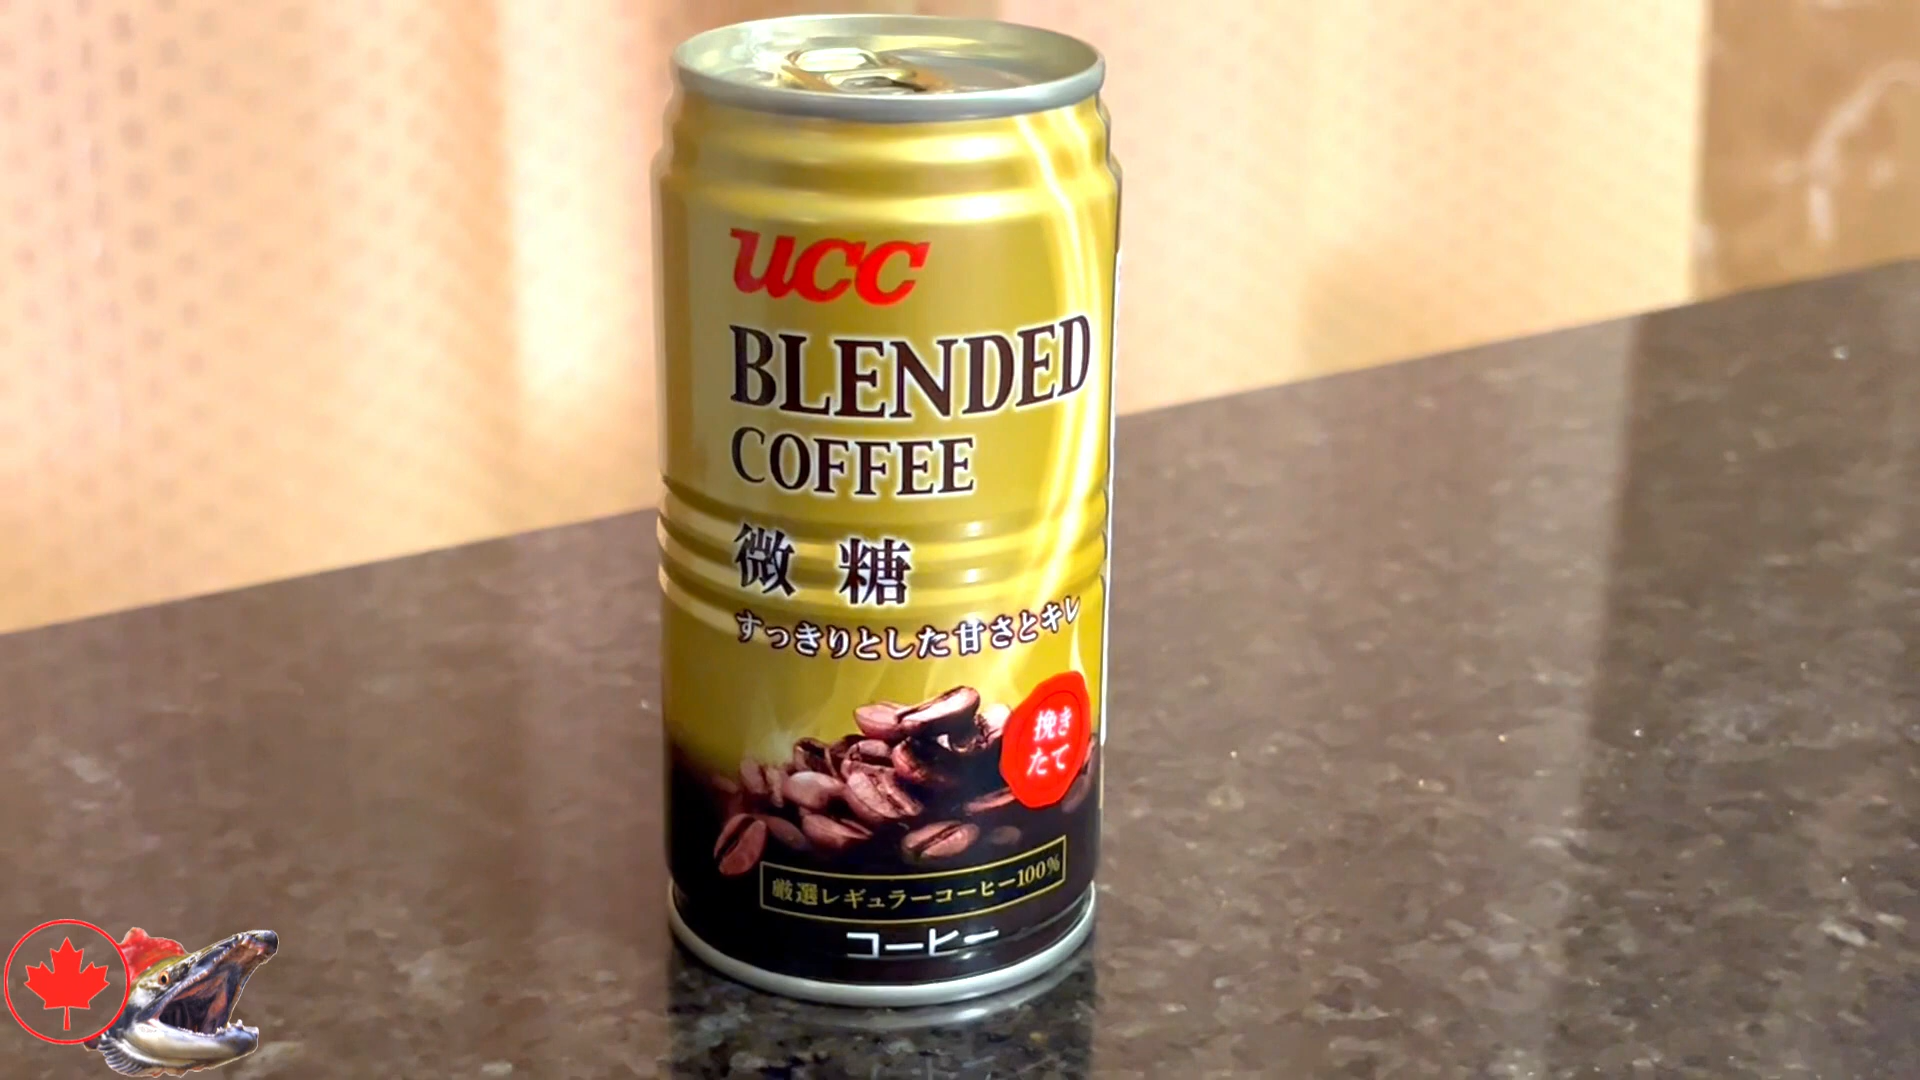 UCC
BLENDED
COFFEE
微糖
すっきりとした甘さとキレ
挽き
たて
厳選レギュラーコーヒー100%
コーヒー